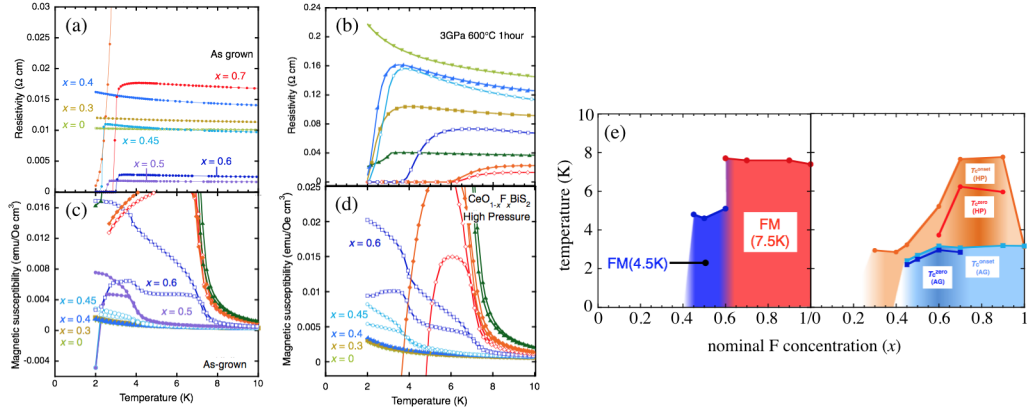 (a)
As grown
x = 0.7
x = 0.4
x = 0.3
x = 0
x = 0.45
x = 0.5
x = 0.6
Resistivity (Ω cm)
0.03
0.025
0.02
0.015
0.01
0.005
0
(b)
3GPa 600°C 1hour
Resistivity (Ω cm)
0.25
0.2
0.15
0.1
0.05
0
(c)
x = 0.6
x = 0.5
x = 0.45
x = 0.4
x = 0.3
x = 0
As-grown
Magnetic susceptibility (emu/Oe cm³)
0.016
0.012
0.008
0.004
0
-0.004
0 2 4 6 8 10
Temperature (K)
(d)
CeO1-xFxBiS2
High Pressure
x = 0.6
x = 0.45
x = 0.4
x = 0.3
x = 0
Magnetic susceptibility (emu/Oe cm³)
0.025
0.02
0.015
0.01
0.005
0
0 2 4 6 8 10
Temperature (K)
(e)
temperature (K)
10
8
6
4
2
0
FM(4.5K)
FM
(7.5K)
Tc onset
(HP)
Tc zero
(HP)
Tc zero
(AG)
Tc onset
(AG)
0 0.2 0.4 0.6 0.8 1/0 0.2 0.4 0.6 0.8 1
nominal F concentration (x)